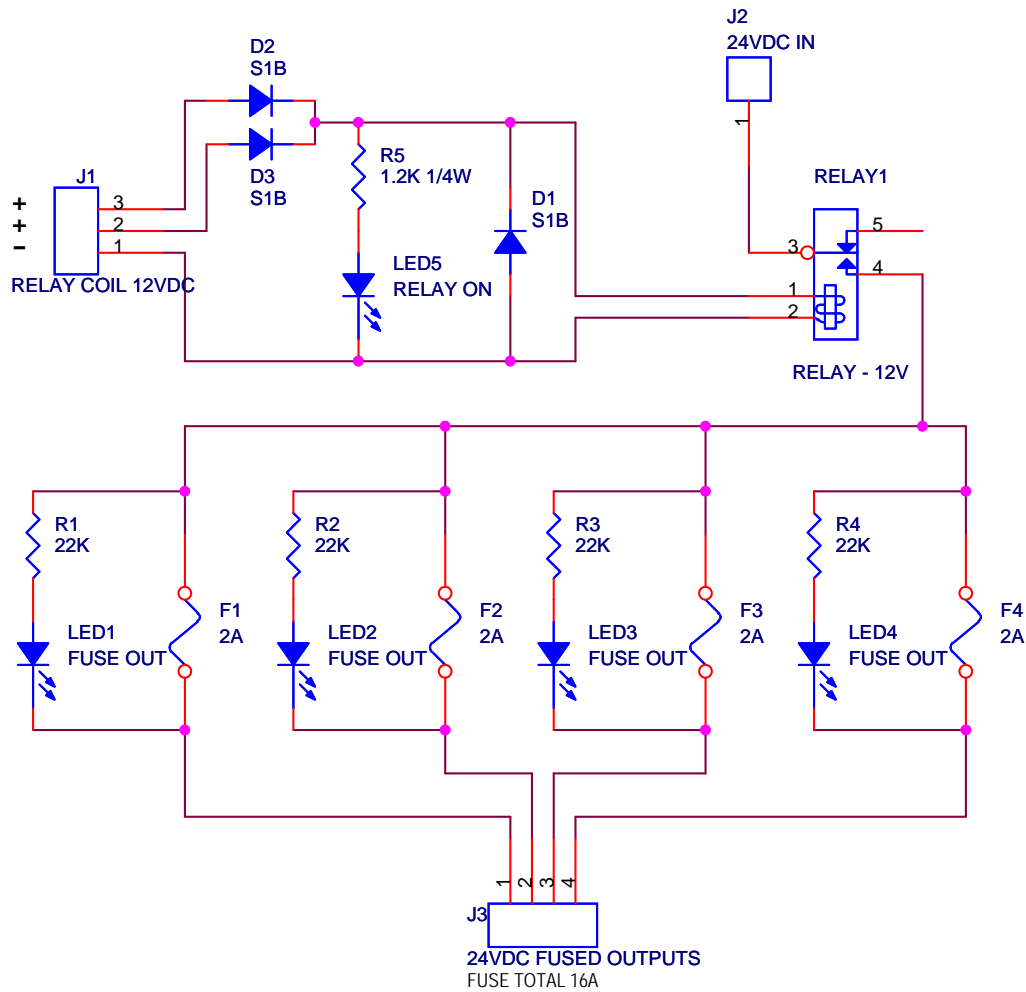 J2
24VDC IN
1
D2
S1B
D3
S1B
R5
1.2K 1/4W
D1
S1B
LED5
RELAY ON
J1
+
+
-
3
2
1
RELAY COIL 12VDC
RELAY1
3
5
4
1
2
RELAY - 12V
R1
22K
LED1
FUSE OUT
F1
2A
R2
22K
LED2
FUSE OUT
F2
2A
R3
22K
LED3
FUSE OUT
F3
2A
R4
22K
LED4
FUSE OUT
F4
2A
1
2
3
4
J3
24VDC FUSED OUTPUTS
FUSE TOTAL 16A